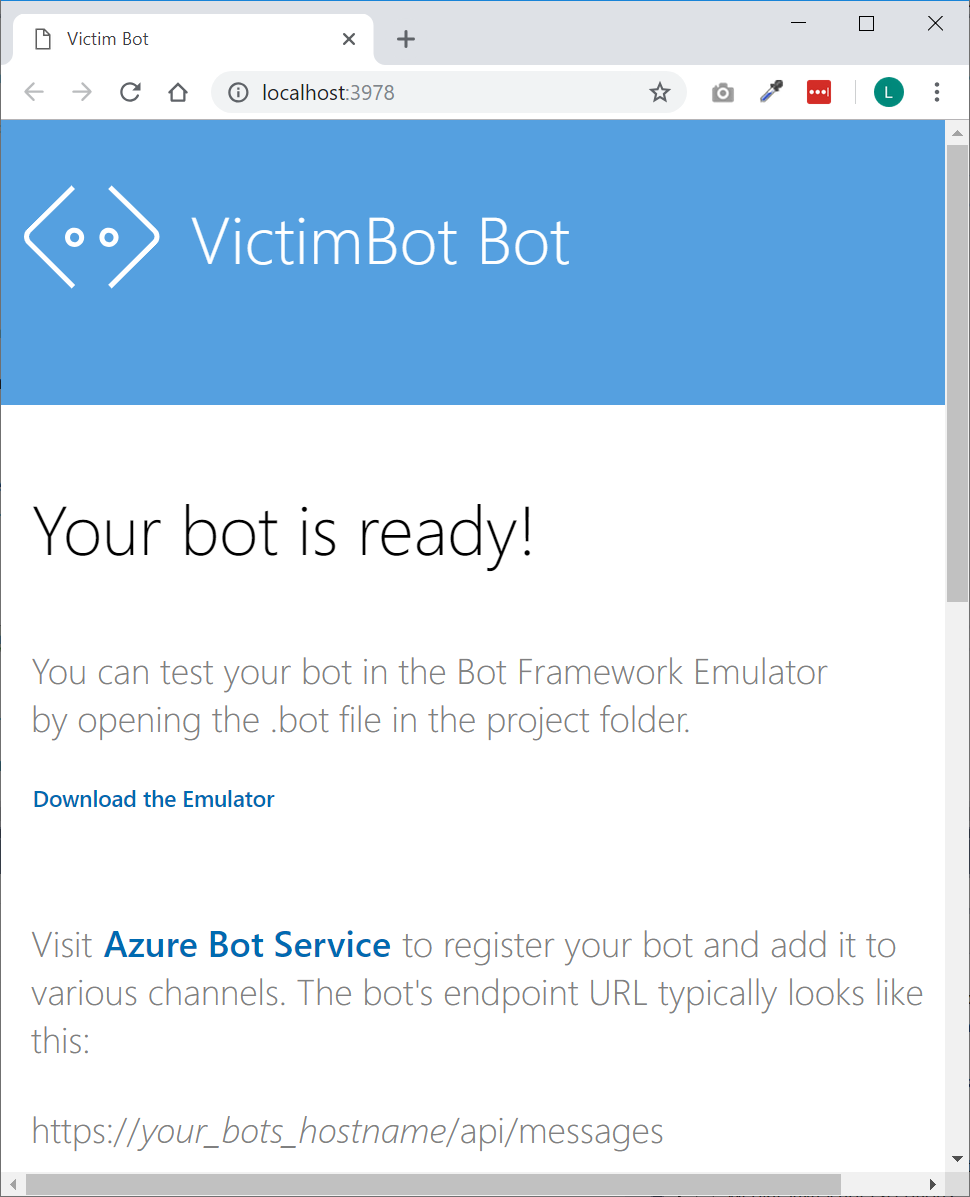 Victim Bot
localhost:3978
L
VictimBot Bot
Your bot is ready!
You can test your bot in the Bot Framework Emulator
by opening the .bot file in the project folder.
Download the Emulator
Visit Azure Bot Service to register your bot and add it to
various channels. The bot's endpoint URL typically looks like
this:
https://your_bots_hostname/api/messages